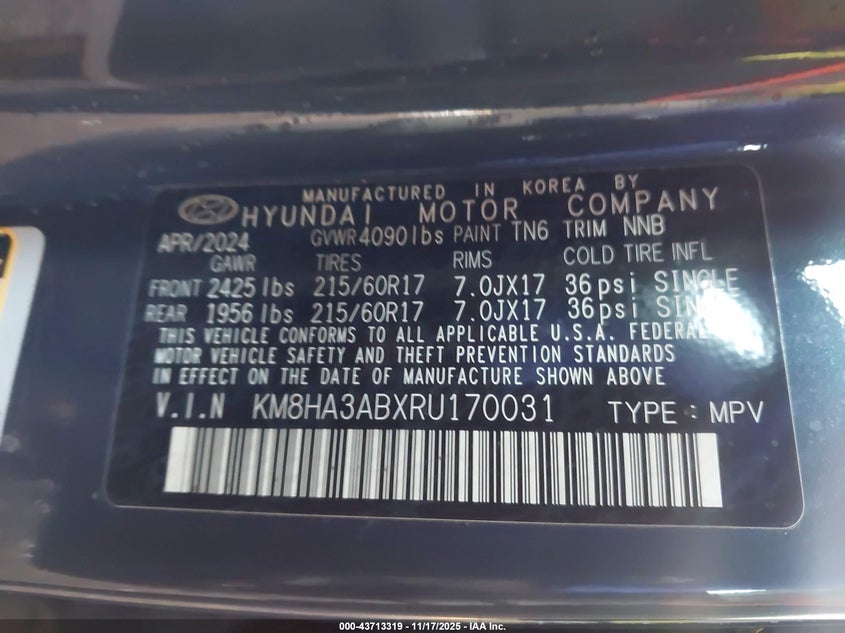 MANUFACTURED IN KOREA BY
HYUNDAI MOTOR COMPANY
APR/2024 GVWR 4090lbs PAINT TN6 TRIM NNB
GAWR TIRES RIMS COLD TIRE INFL
FRONT 2425lbs 215/60R17 7.0JX17 36psi SINGLE
REAR 1956lbs 215/60R17 7.0JX17 36psi
THIS VEHICLE CONFORMS TO ALL APPLICABLE U.S.A. FEDERAL
MOTOR VEHICLE SAFETY AND THEFT PREVENTION STANDARDS
IN EFFECT ON THE DATE OF MANUFACTURE SHOWN ABOVE
V.I.N KM8HA3ABXRU170031 TYPE : MPV
000-43713319 - 11/17/2025 - IAA Inc.